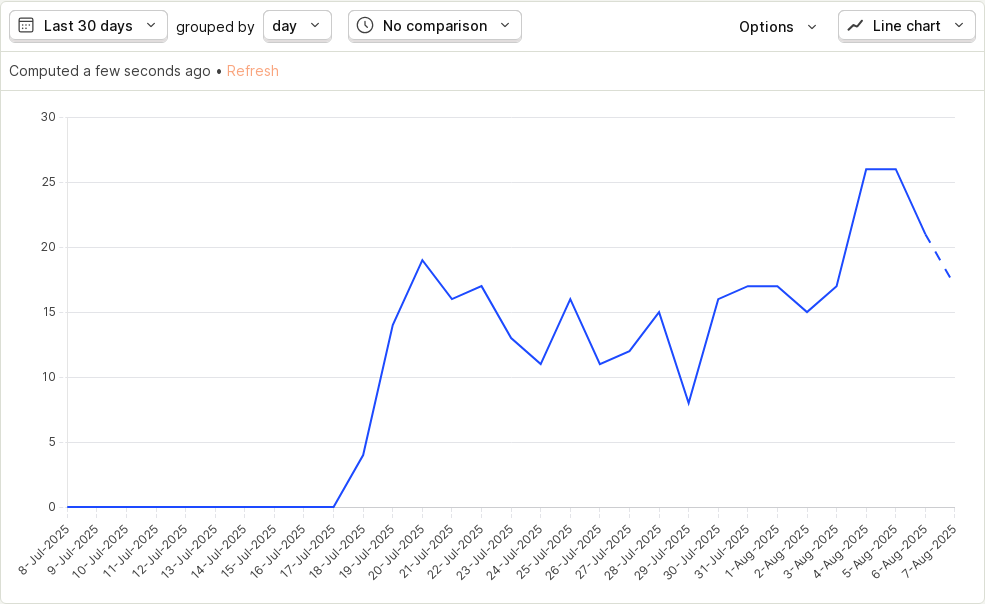 Last 30 days grouped by day No comparison Options Line chart
Computed a few seconds ago • Refresh
30
25
20
15
10
5
0
8-Jul-2025
9-Jul-2025
10-Jul-2025
11-Jul-2025
12-Jul-2025
13-Jul-2025
14-Jul-2025
15-Jul-2025
16-Jul-2025
17-Jul-2025
18-Jul-2025
19-Jul-2025
20-Jul-2025
21-Jul-2025
22-Jul-2025
23-Jul-2025
24-Jul-2025
25-Jul-2025
26-Jul-2025
27-Jul-2025
28-Jul-2025
29-Jul-2025
30-Jul-2025
31-Jul-2025
1-Aug-2025
2-Aug-2025
3-Aug-2025
4-Aug-2025
5-Aug-2025
6-Aug-2025
7-Aug-2025